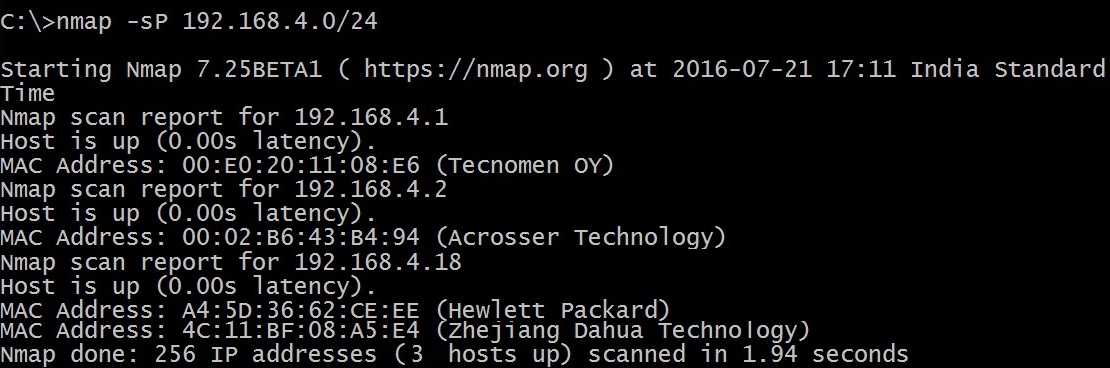 C:\>nmap -sP 192.168.4.0/24
Starting Nmap 7.25BETA1 ( https://nmap.org ) at 2016-07-21 17:11 India Standard
Time
Nmap scan report for 192.168.4.1
Host is up (0.00s latency).
MAC Address: 00:E0:20:11:08:E6 (Tecnomen OY)
Nmap scan report for 192.168.4.2
Host is up (0.00s latency).
MAC Address: 00:02:B6:43:B4:94 (Acrosser Technology)
Nmap scan report for 192.168.4.18
Host is up (0.00s latency).
MAC Address: A4:5D:36:62:CE:EE (Hewlett Packard)
MAC Address: 4C:11:BF:08:A5:E4 (Zhejiang Dahua Technology)
Nmap done: 256 IP addresses (3  hosts up) scanned in 1.94 seconds